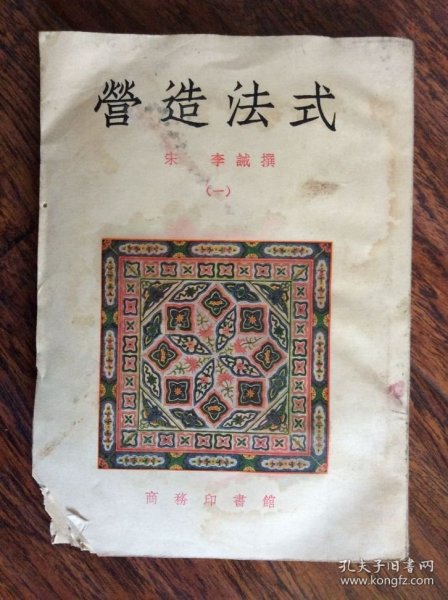 營造法式
宋 李誡撰
(一)
商務印書館
孔夫子旧书网
www.kongfz.com